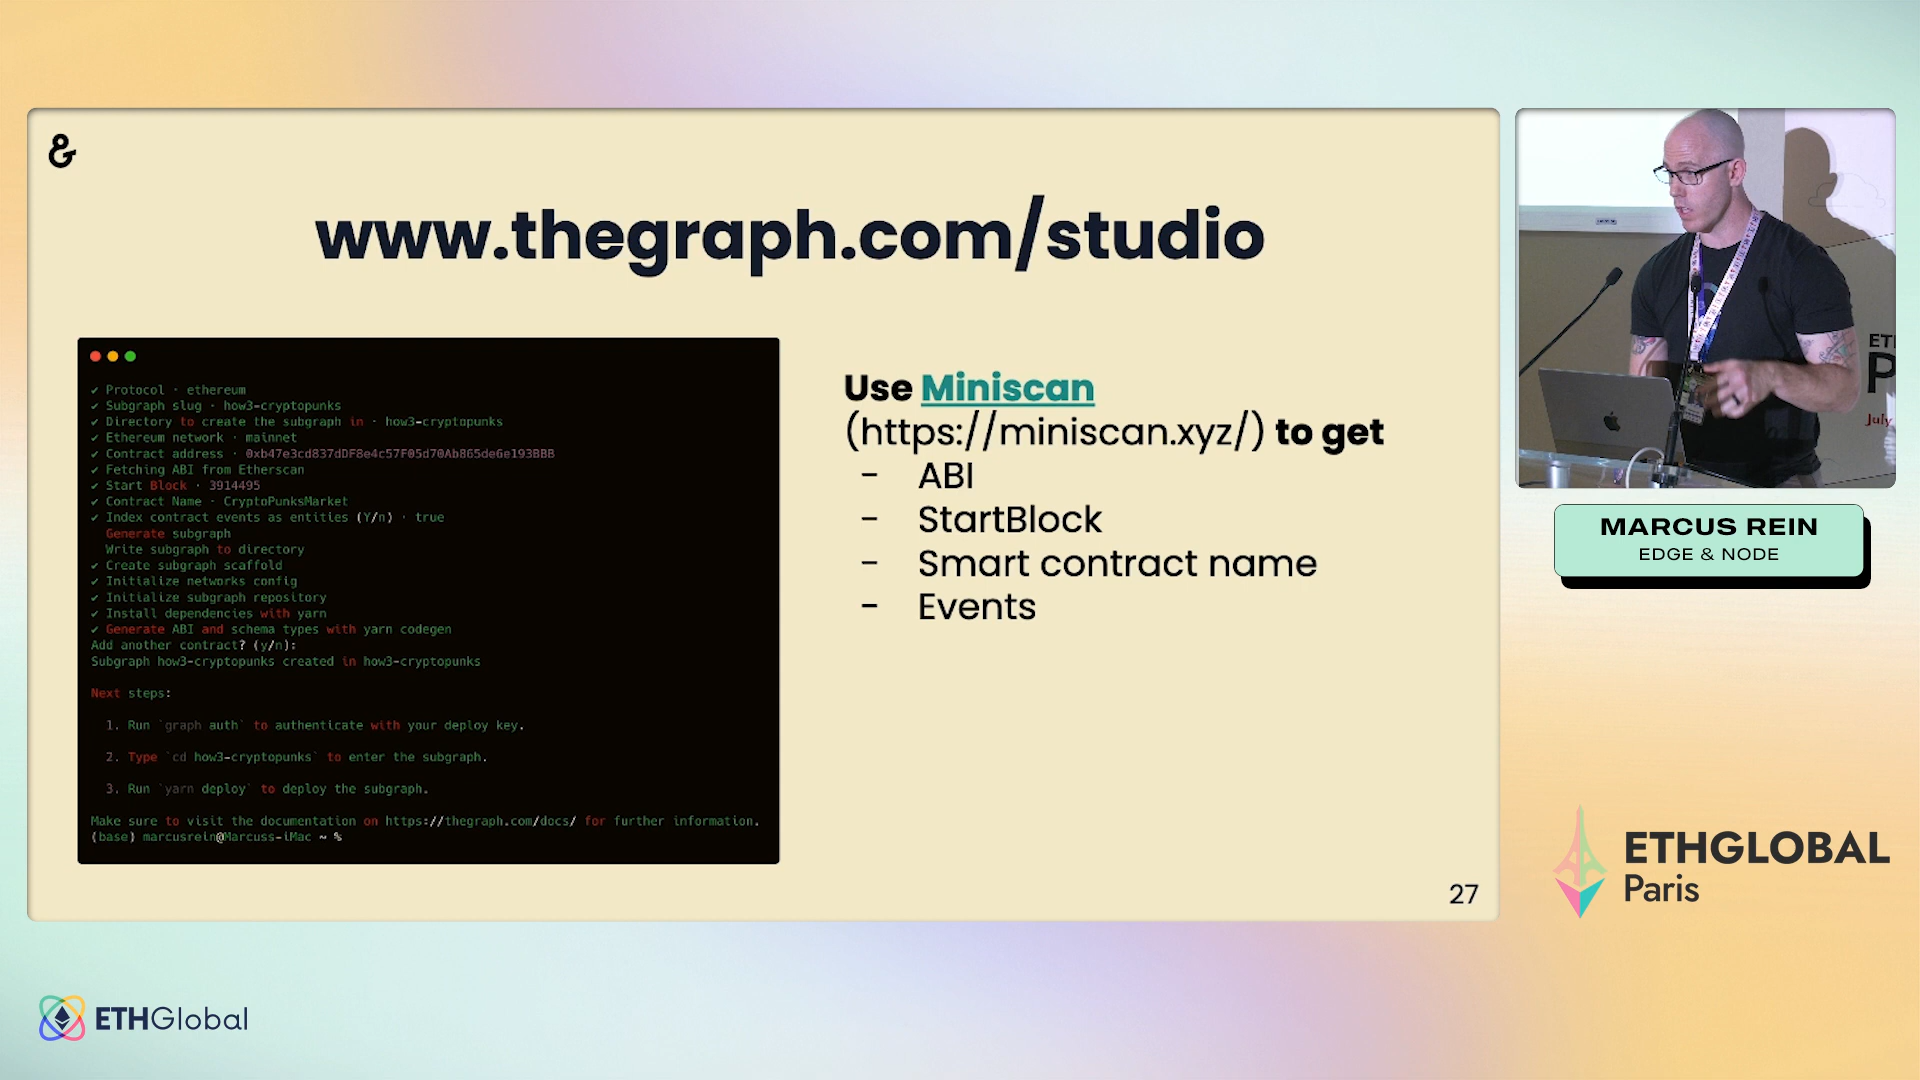 &
www.thegraph.com/studio
✔ Protocol · ethereum
✔ Subgraph slug · how3-cryptopunks
✔ Directory to create the subgraph in · how3-cryptopunks
✔ Ethereum network · mainnet
✔ Contract address · 0xb47e3cd837dDF8e4c57F05d70Ab865de6e193BBB
✔ Fetching ABI from Etherscan
✔ Start Block · 3914495
✔ Contract Name · CryptoPunksMarket
✔ Index contract events as entities (Y/n) · true
Generate subgraph
Write subgraph to directory
✔ Create subgraph scaffold
✔ Initialize networks config
✔ Initialize subgraph repository
✔ Install dependencies with yarn
✔ Generate ABI and schema types with yarn codegen
Add another contract? (y/n):
Subgraph how3-cryptopunks created in how3-cryptopunks
Next steps:
1. Run `graph auth` to authenticate with your deploy key.
2. Type `cd how3-cryptopunks` to enter the subgraph.
3. Run `yarn deploy` to deploy the subgraph.
Make sure to visit the documentation on https://thegraph.com/docs/ for further information.
(base) marcusrein@Marcuss-iMac ~ %
Use Miniscan
(https://miniscan.xyz/) to get
- ABI
- StartBlock
- Smart contract name
- Events
27
ET
P
July
MARCUS REIN
EDGE & NODE
ETHGLOBAL
Paris
ETHGlobal